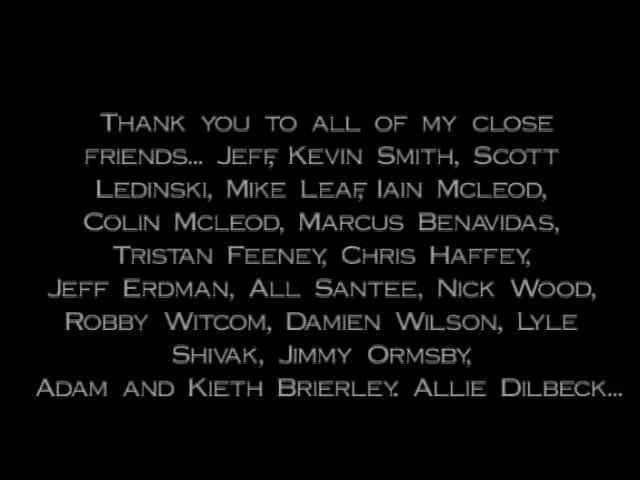 Thank you to all of my close
friends... Jeff, Kevin Smith, Scott
Ledinski, Mike Leaf, Iain Mcleod,
Colin Mcleod, Marcus Benavidas,
Tristan Feeney, Chris Haffey,
Jeff Erdman, All Santee, Nick Wood,
Robby Witcom, Damien Wilson, Lyle
Shivak, Jimmy Ormsby,
Adam and Kieth Brierley. Allie Dilbeck...